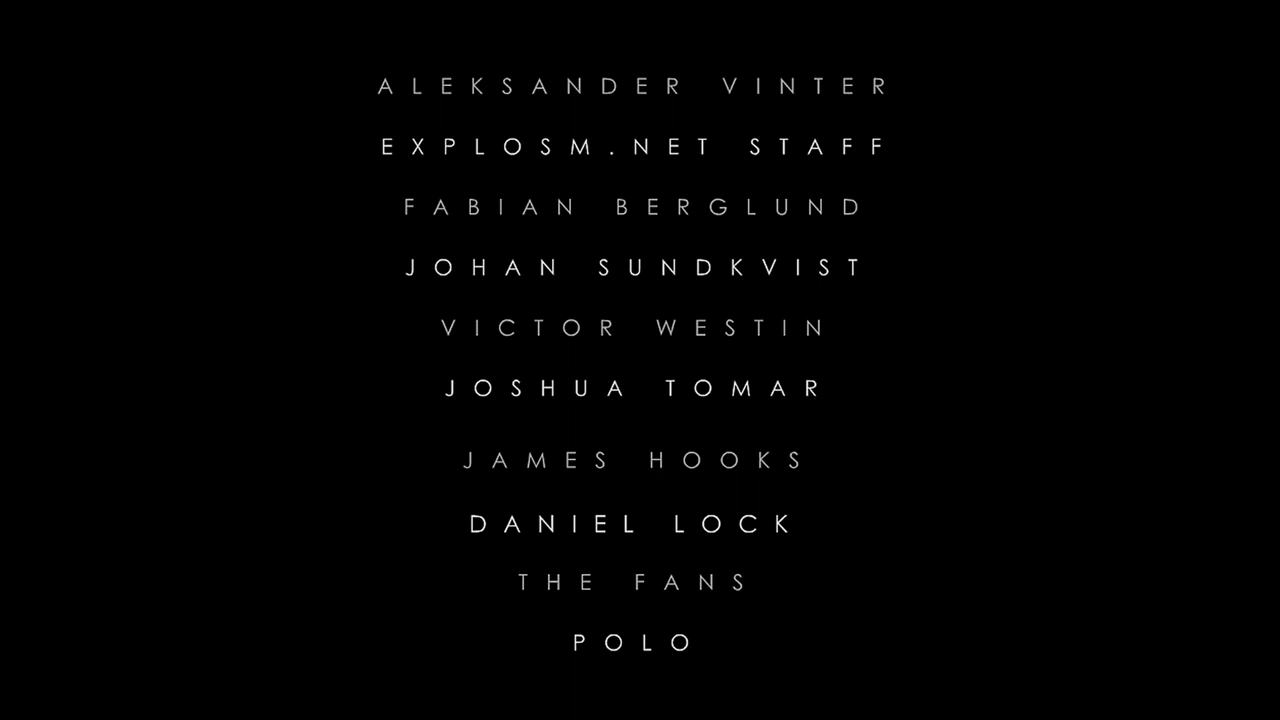 ALEKSANDER VINTER
EXPLOSM.NET STAFF
FABIAN BERGLUND
JOHAN SUNDKVIST
VICTOR WESTIN
JOSHUA TOMAR
JAMES HOOKS
DANIEL LOCK
THE FANS
POLO